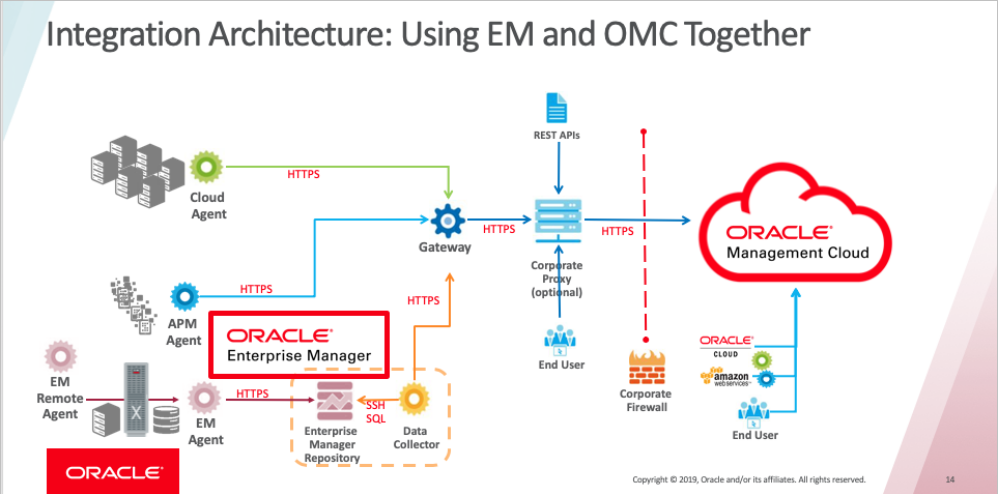 Integration Architecture: Using EM and OMC Together
REST APIs
HTTPS
Cloud
Agent
Gateway
HTTPS
HTTPS
ORACLE®
Management Cloud
Corporate
Proxy
(optional)
HTTPS
HTTPS
APM
Agent
ORACLE®
Enterprise Manager
End User
ORACLE®
CLOUD
amazon
webservices™
EM
Remote
Agent
X
HTTPS
EM
Agent
SSH
SQL
Enterprise
Manager
Repository
Data
Collector
Corporate
Firewall
End User
ORACLE®
Copyright © 2019, Oracle and/or its affiliates. All rights reserved.
14